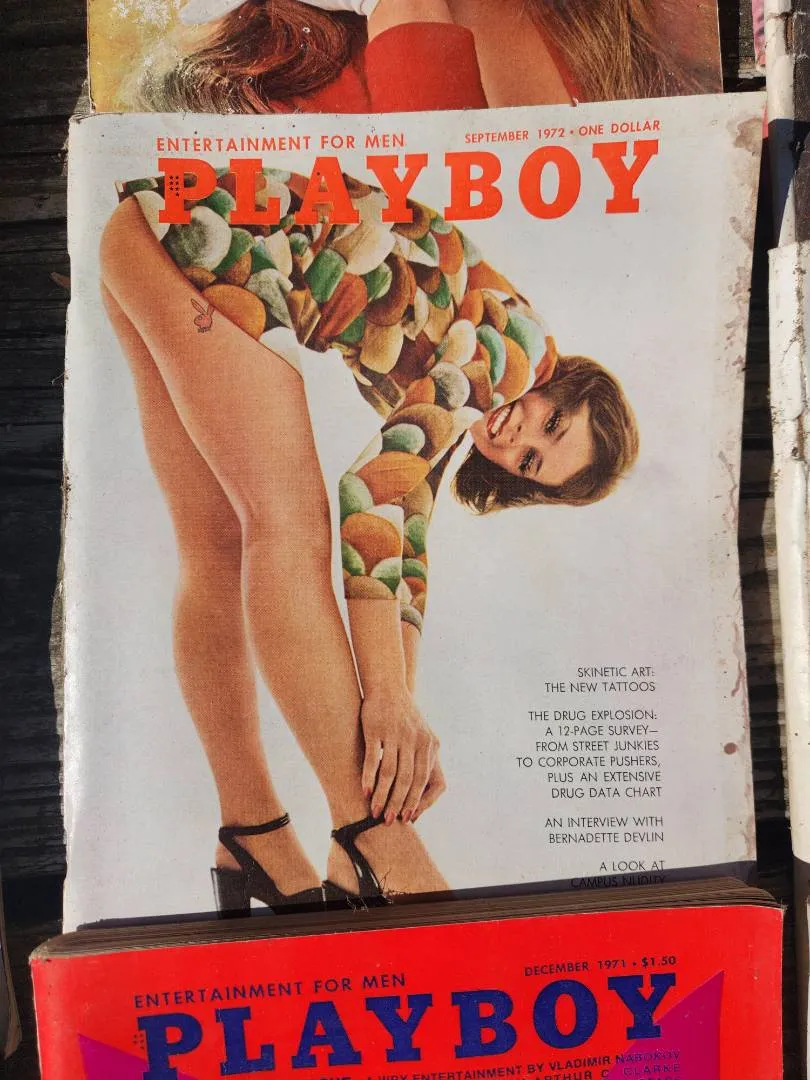 ENTERTAINMENT FOR MEN
SEPTEMBER 1972 • ONE DOLLAR
PLAYBOY
SKINETIC ART:
THE NEW TATTOOS
THE DRUG EXPLOSION:
A 12-PAGE SURVEY—
FROM STREET JUNKIES
TO CORPORATE PUSHERS,
PLUS AN EXTENSIVE
DRUG DATA CHART
AN INTERVIEW WITH
BERNADETTE DEVLIN
A LOOK AT
CAMPUS NUDITY
ENTERTAINMENT FOR MEN
DECEMBER 1971 • $1.50
PLAYBOY
ENTERTAINMENT BY VLADIMIR NABOKOV
ARTHUR C. CLARKE